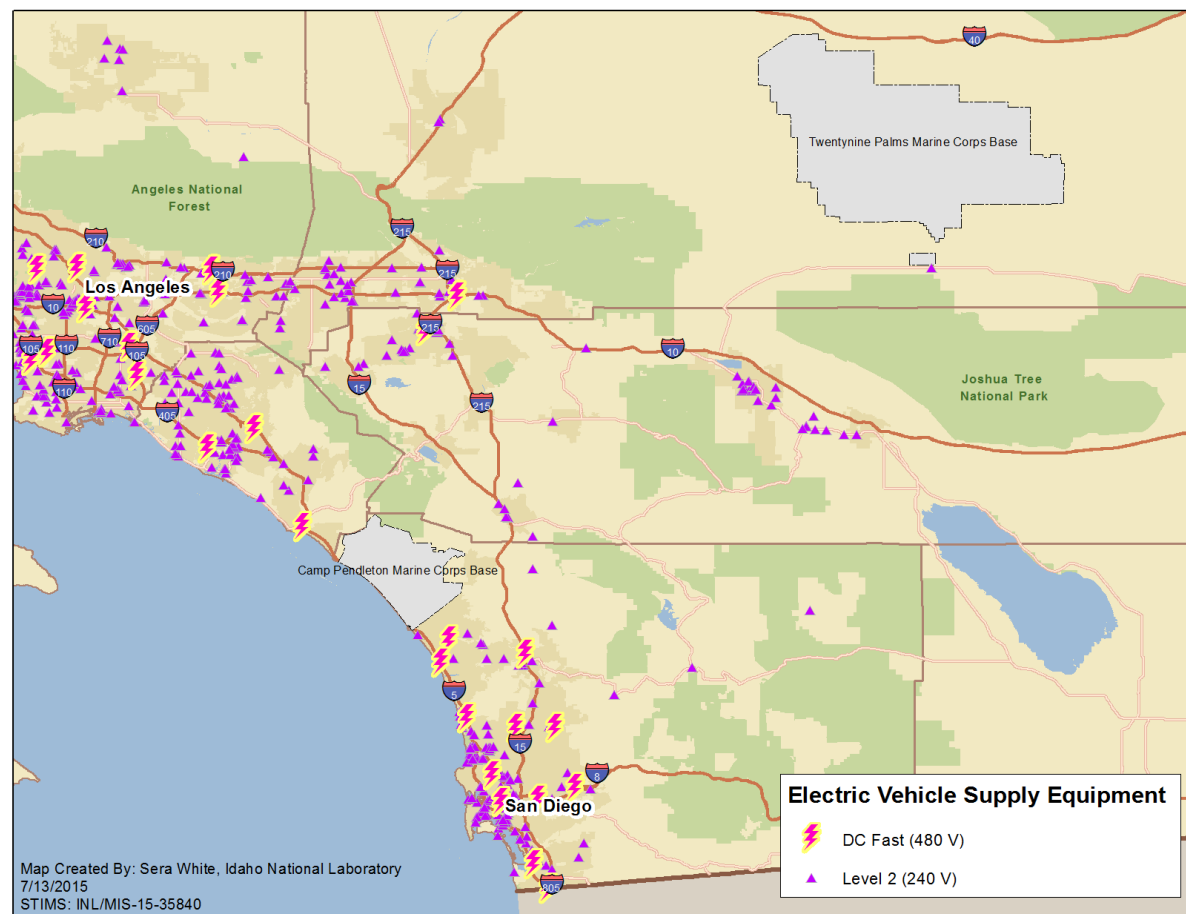 40
Twentynine Palms Marine Corps Base
Angeles National
Forest
210
215
215
210
Los Angeles
10
605
215
710
105
110
105
10
15
Joshua Tree
National Park
110
215
405
Camp Pendleton Marine Corps Base
5
15
8
San Diego
805
Electric Vehicle Supply Equipment
DC Fast (480 V)
Level 2 (240 V)
Map Created By: Sera White, Idaho National Laboratory
7/13/2015
STIMS: INL/MIS-15-35840